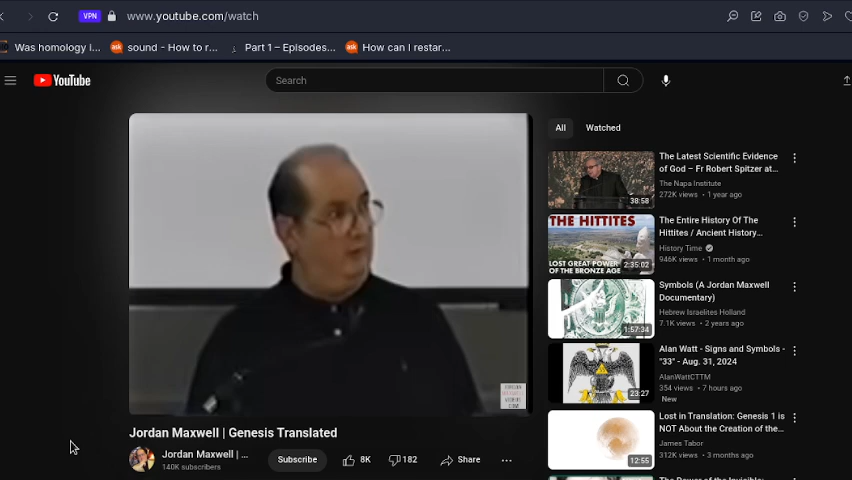 VPN www.youtube.com/watch
Was homology I... ask sound - How to r... Part 1 – Episodes... ask How can I restar...
YouTube Search
All Watched
The Latest Scientific Evidence
of God – Fr Robert Spitzer at...
The Napa Institute
272K views • 1 year ago
38:58
THE HITTITES
LOST GREAT POWER
OF THE BRONZE AGE
2:35:02
The Entire History Of The
Hittites / Ancient History...
History Time
946K views • 1 month ago
Symbols (A Jordan Maxwell
Documentary)
Hebrew Israelites Holland
7.1K views • 2 years ago
1:57:34
Alan Watt - Signs and Symbols -
"33" - Aug. 31, 2024
AlanWattCTTM
354 views • 7 hours ago
New
23:27
Lost in Translation: Genesis 1 is
NOT About the Creation of the...
James Tabor
312K views • 3 months ago
12:55
Jordan Maxwell | Genesis Translated
Jordan Maxwell | ...
140K subscribers
Subscribe 8K 182 Share ...